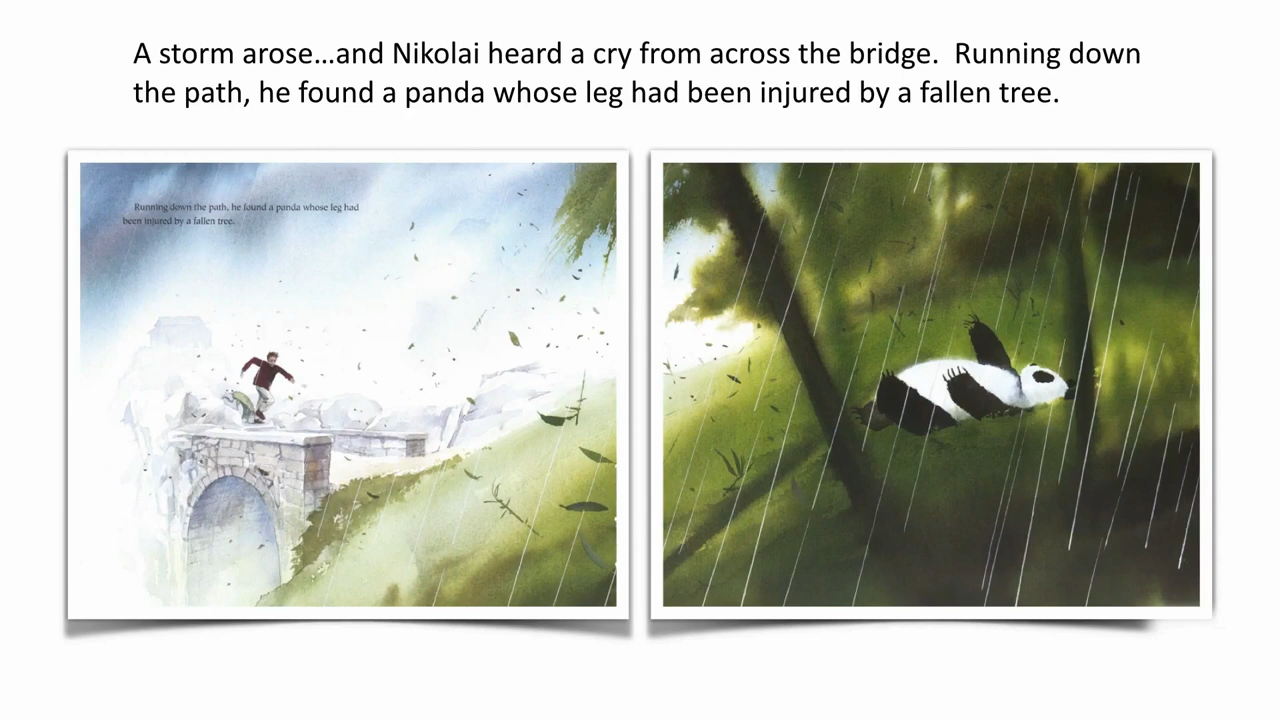 A storm arose...and Nikolai heard a cry from across the bridge.  Running down
the path, he found a panda whose leg had been injured by a fallen tree.
Running down the path, he found a panda whose leg had
been injured by a fallen tree.